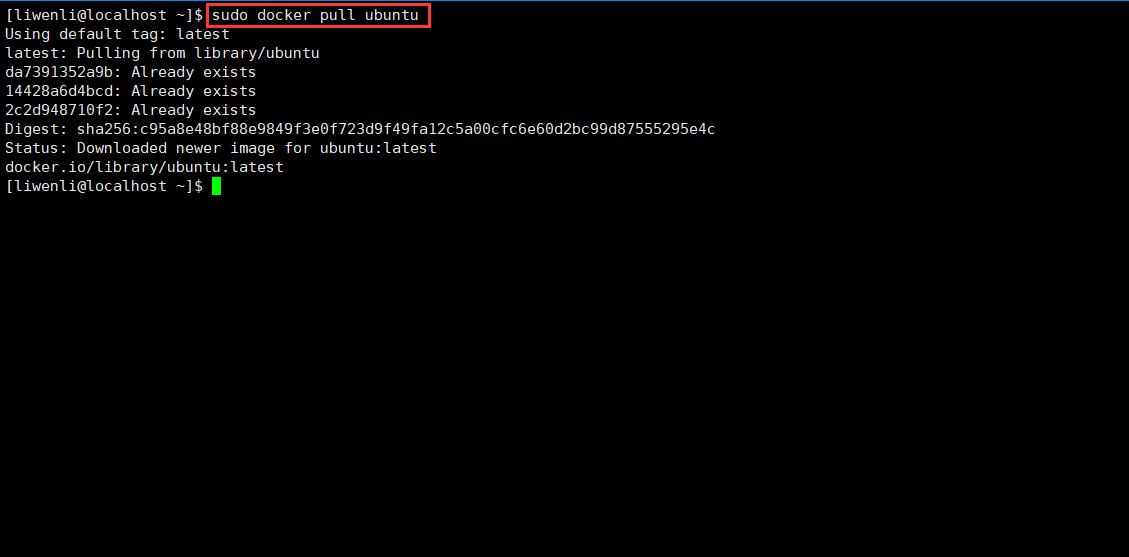 [liwenli@localhost ~]$ sudo docker pull ubuntu
Using default tag: latest
latest: Pulling from library/ubuntu
da7391352a9b: Already exists
14428a6d4bcd: Already exists
2c2d948710f2: Already exists
Digest: sha256:c95a8e48bf88e9849f3e0f723d9f49fa12c5a00cfc6e60d2bc99d87555295e4c
Status: Downloaded newer image for ubuntu:latest
docker.io/library/ubuntu:latest
[liwenli@localhost ~]$